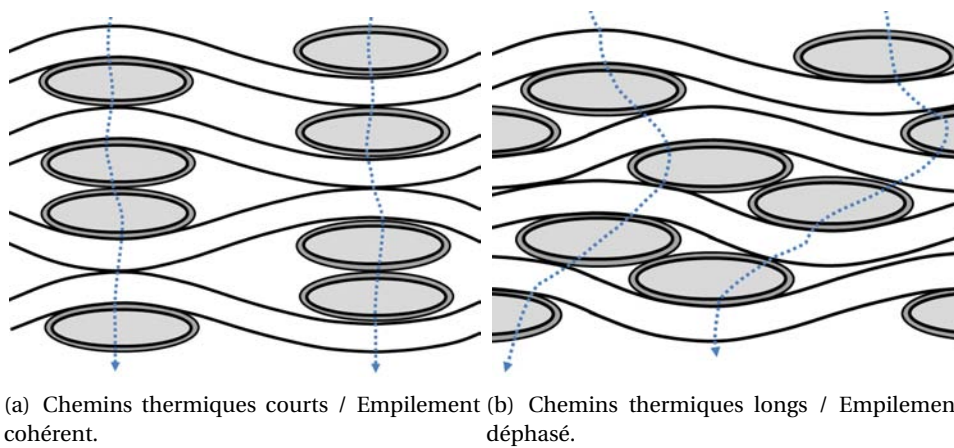 (a) Chemins thermiques courts / Empilement
cohérent.
(b) Chemins thermiques longs / Empilemen
déphasé.